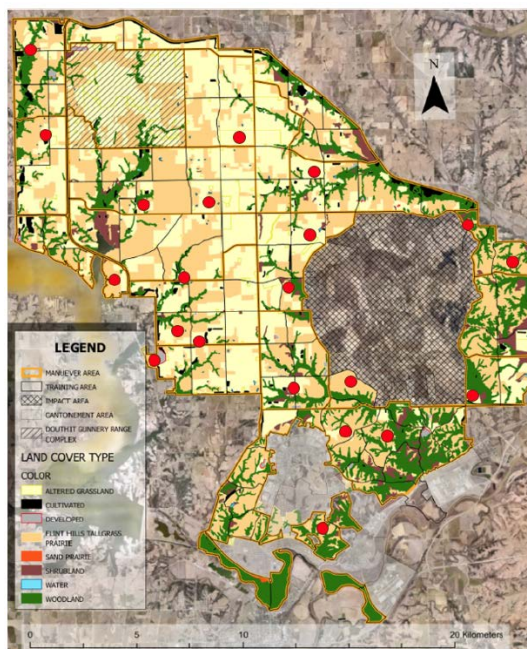 N
LEGEND
MANUEVER AREA
TRAINING AREA
IMPACT AREA
CANTONEMENT AREA
DOUTHIT GUNNERY RANGE
COMPLEX
LAND COVER TYPE
COLOR
ALTERED GRASSLAND
CULTIVATED
DEVELOPED
FLINT HILLS TALLGRASS
PRAIRIE
SAND PRAIRIE
SHRUBLAND
WATER
WOODLAND
0 5 10 20 Kilometers